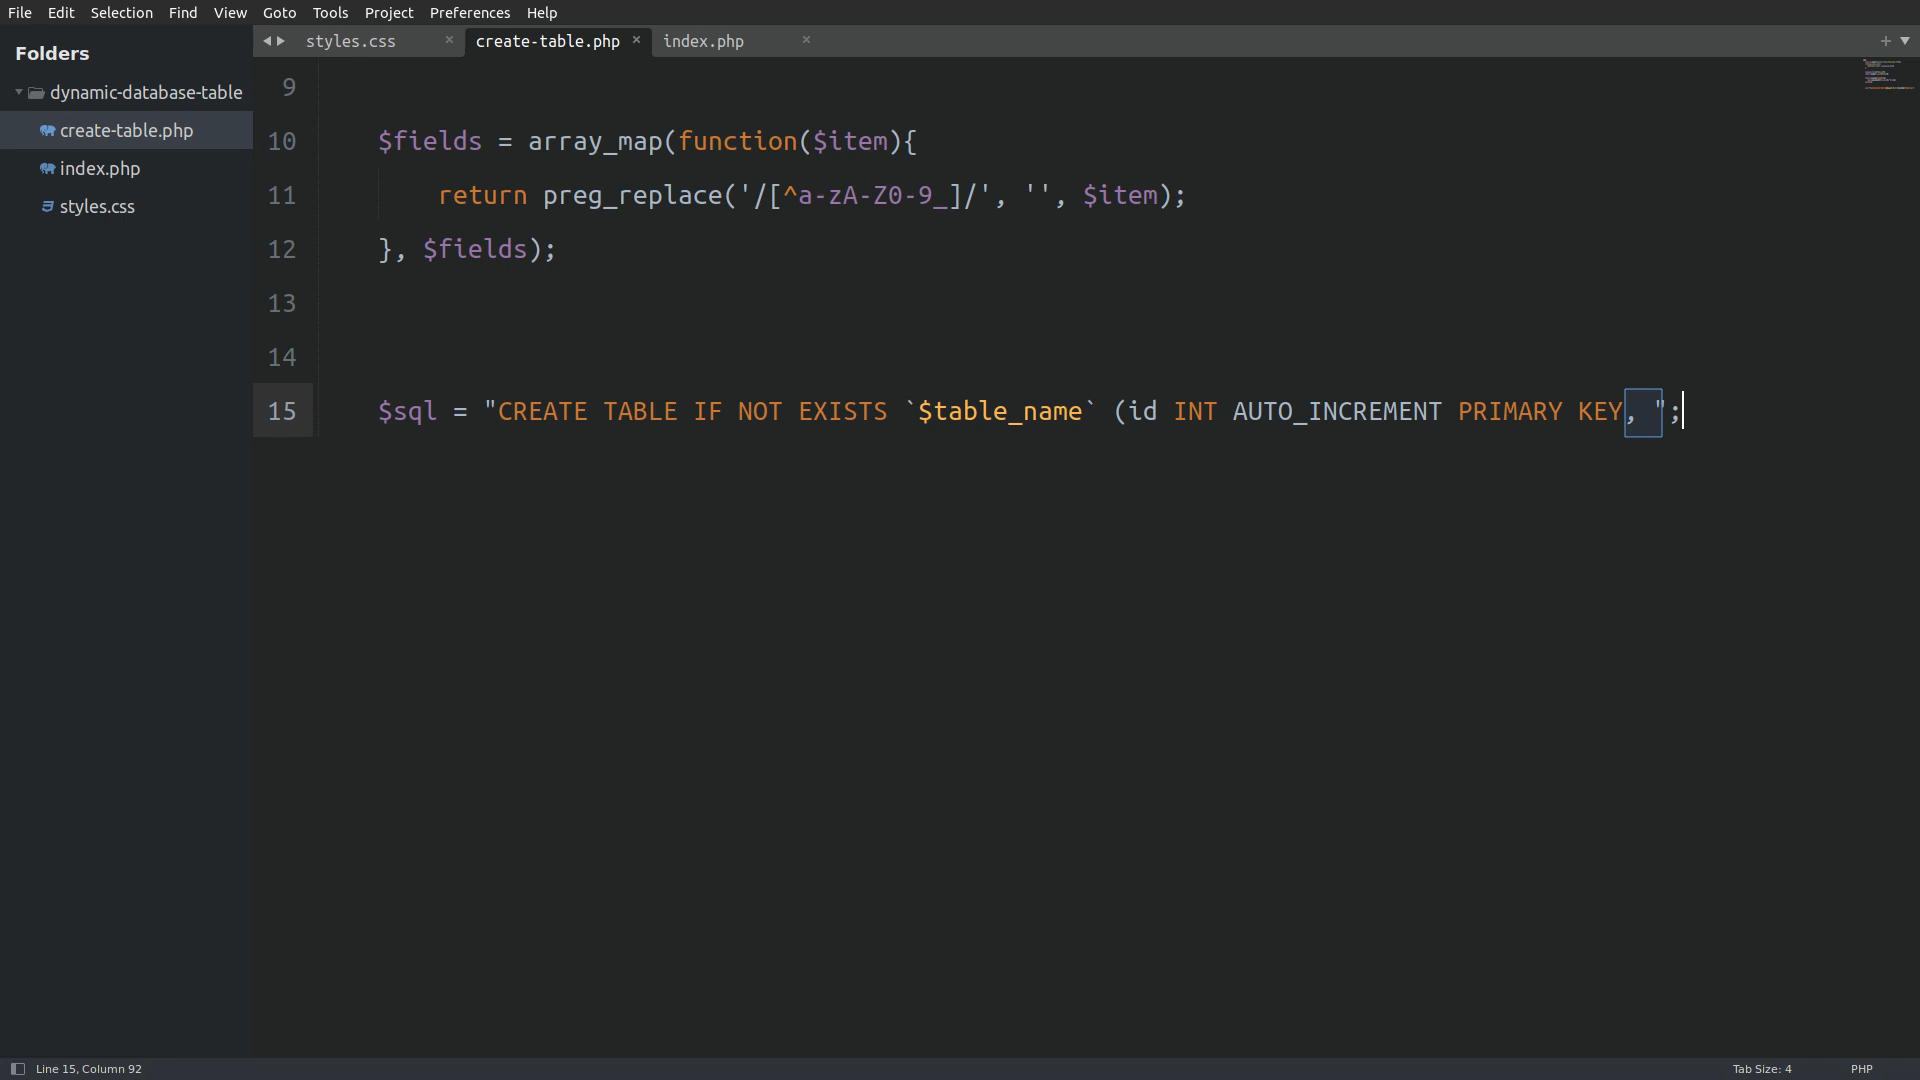 File Edit Selection Find View Goto Tools Project Preferences Help
Folders
dynamic-database-table
create-table.php
index.php
styles.css
styles.css × create-table.php × index.php ×
9
10 $fields = array_map(function($item){
11 return preg_replace('/[^a-zA-Z0-9_]/', '', $item);
12 }, $fields);
13
14
15 $sql = "CREATE TABLE IF NOT EXISTS `$table_name` (id INT AUTO_INCREMENT PRIMARY KEY, ";
Line 15, Column 92
Tab Size: 4 PHP